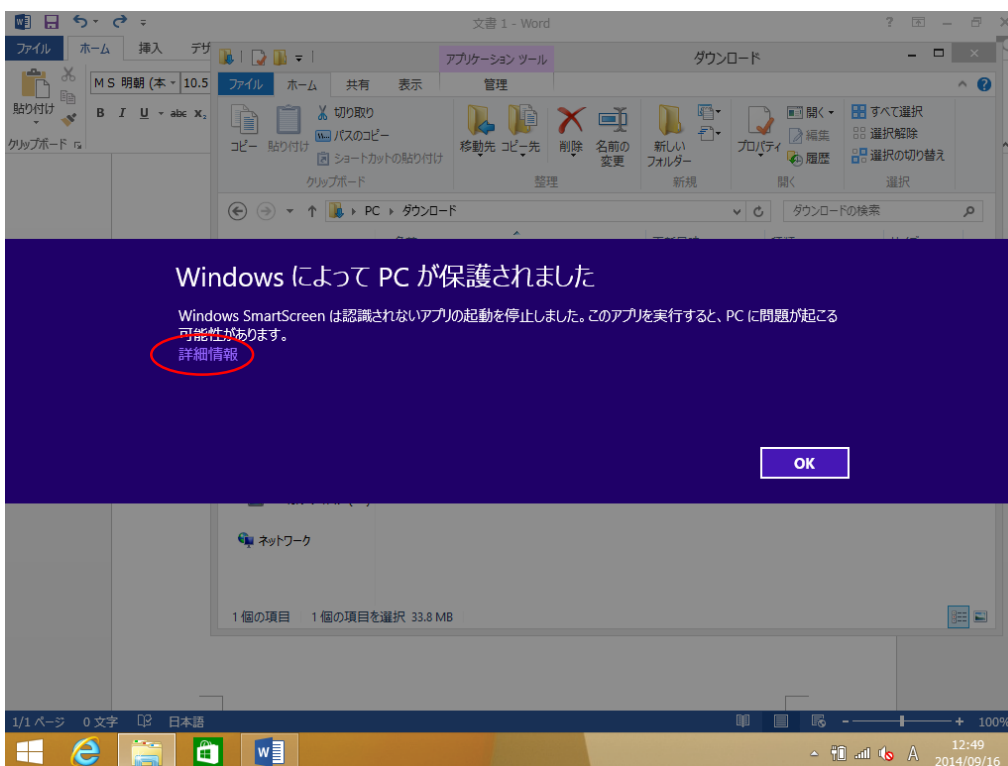 文書 1 - Word
ファイル ホーム 挿入 デザ
MS 明朝 (本 10.5
貼り付け
B I U abc X₂
クリップボード
アプリケーション ツール
ダウンロード
ファイル ホーム 共有 表示 管理
コピー 貼り付け
切り取り
パスのコピー
ショートカットの貼り付け
クリップボード
移動先 コピー先 削除 名前の変更
整理
新しいフォルダー
新規
プロパティ
開く
編集
履歴
開く
すべて選択
選択解除
選択の切り替え
選択
PC ダウンロード
ダウンロードの検索
Windows によって PC が保護されました
Windows SmartScreen は認識されないアプリの起動を停止しました。このアプリを実行すると、PC に問題が起こる
可能性があります。
詳細情報
OK
ネットワーク
1 個の項目 1 個の項目を選択 33.8 MB
1/1 ページ 0 文字 日本語
100%
A
12:49
2014/09/16